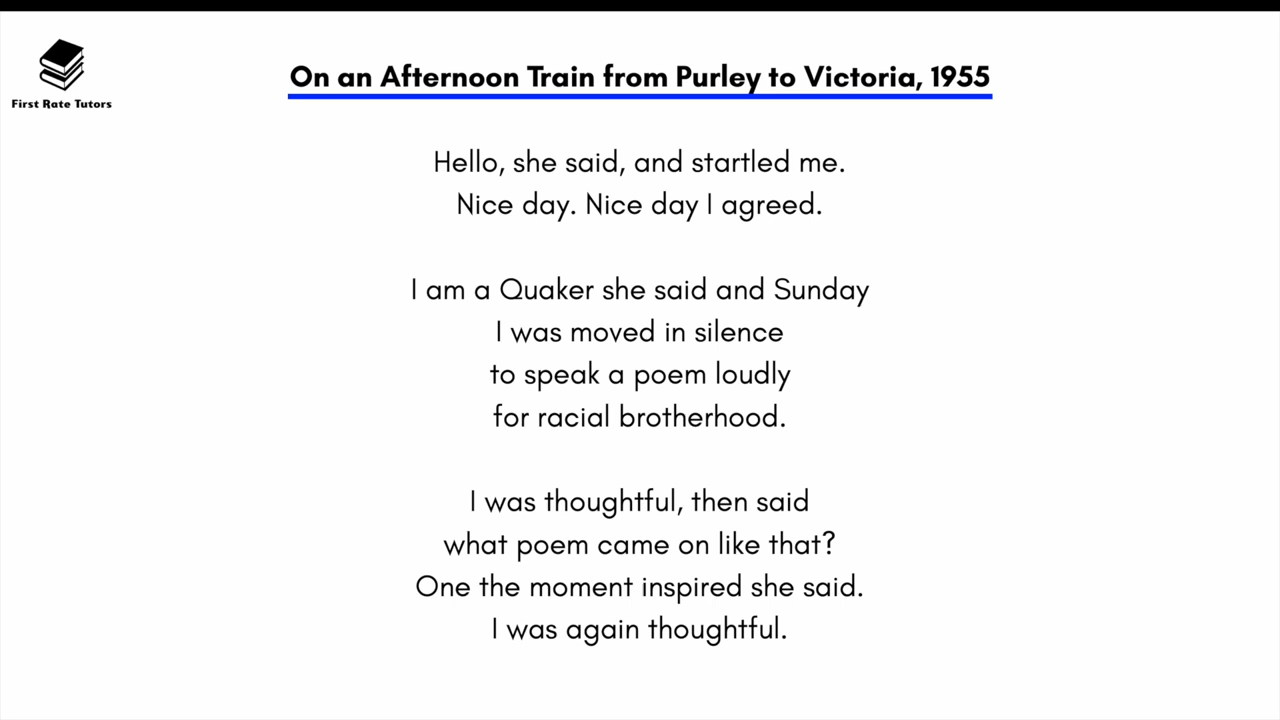 First Rate Tutors
On an Afternoon Train from Purley to Victoria, 1955
Hello, she said, and startled me.
Nice day. Nice day I agreed.
I am a Quaker she said and Sunday
I was moved in silence
to speak a poem loudly
for racial brotherhood.
I was thoughtful, then said
what poem came on like that?
One the moment inspired she said.
I was again thoughtful.